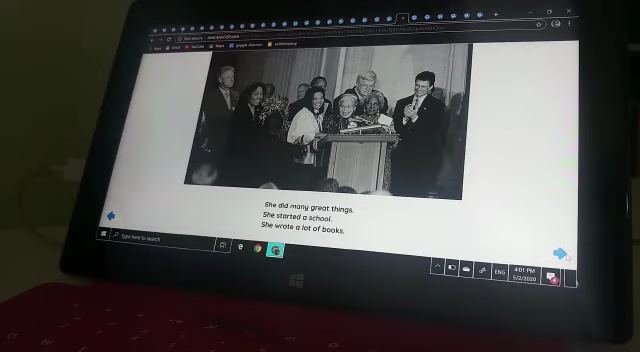 She did many great things.
She started a school.
She wrote a lot of books.
Type here to search
ENG
4:01 PM
5/2/2020